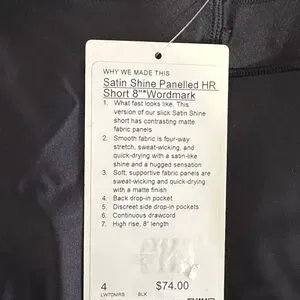 WHY WE MADE THIS
Satin Shine Panelled HR
Short 8"*Wordmark
1. What fast looks like. This
version of our slick Satin Shine
short has contrasting matte
fabric panels
2. Smooth fabric is four-way
stretch, sweat-wicking, and
quick-drying with a satin-like
shine and a hugged sensation
3. Soft, supportive fabric panels are
sweat-wicking and quick-drying
with a matte finish
4. Back drop-in pocket
5. Discreet side drop-in pockets
6. Continuous drawcord
7. High rise, 8" length
4 $74.00
BLK